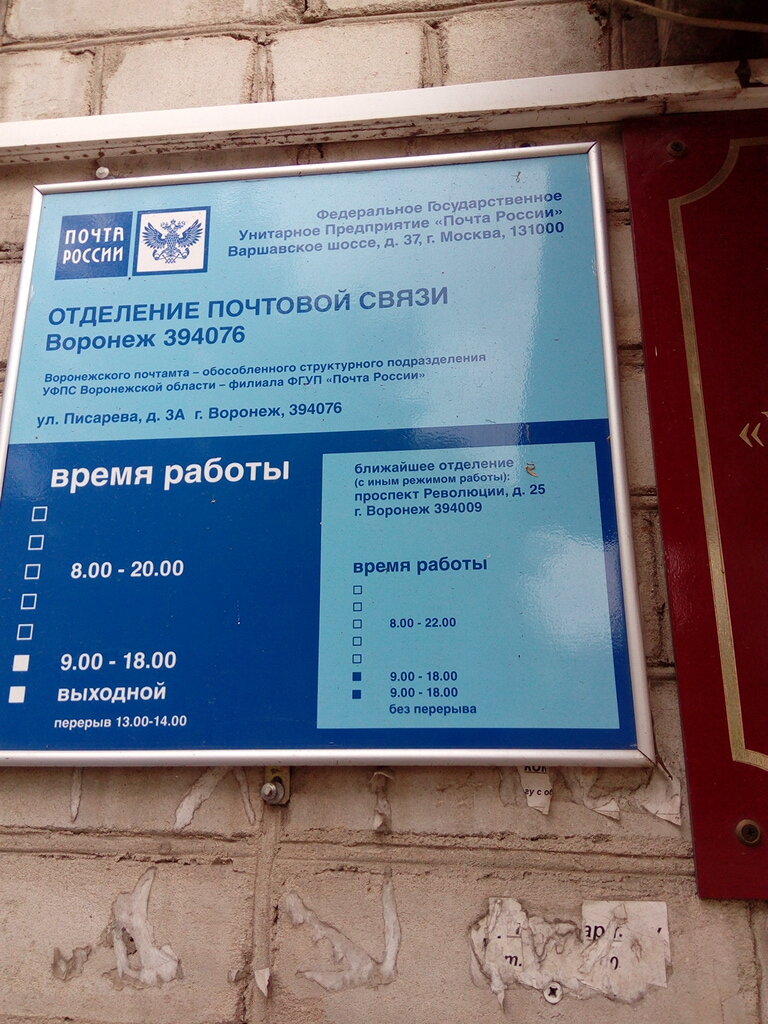 ПОЧТА
РОССИИ
Федеральное Государственное
Унитарное Предприятие «Почта России»
Варшавское шоссе, д. 37, г. Москва, 131000
ОТДЕЛЕНИЕ ПОЧТОВОЙ СВЯЗИ
Воронеж 394076
Воронежского почтамта – обособленного структурного подразделения
УФПС Воронежской области – филиала ФГУП «Почта России»
ул. Писарева, д. 3А г. Воронеж, 394076
время работы
8.00 - 20.00
9.00 - 18.00
выходной
перерыв 13.00-14.00
ближайшее отделение
(с иным режимом работы):
проспект Революции, д. 25
г. Воронеж 394009
время работы
8.00 - 22.00
9.00 - 18.00
9.00 - 18.00
без перерыва